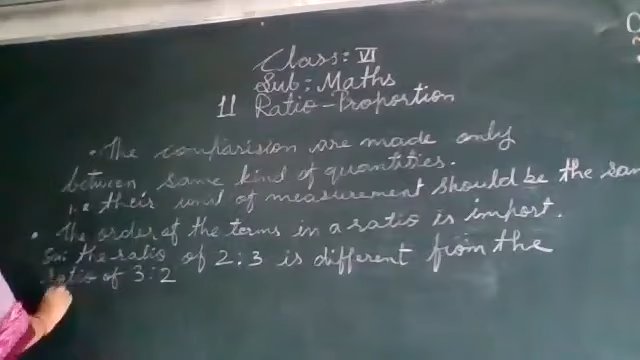 Class: VI
Sub: Maths
11 Ratio-Proportion
• The comparision are made only
between same kind of quantities.
i.e their unit of measurement should be the sam
• The order of the terms in a ratio is import.
the ratio of 2:3 is different from the
ratio of 3:2